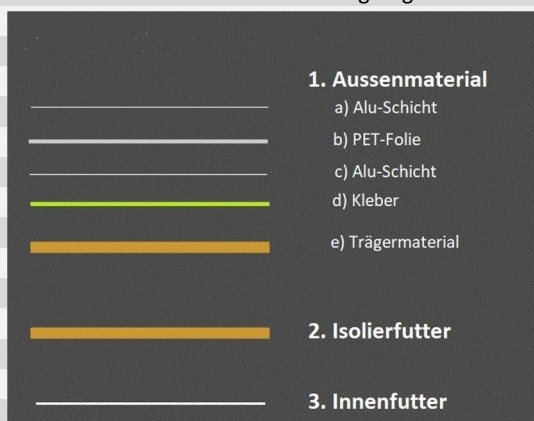 1. Aussenmaterial
a) Alu-Schicht
b) PET-Folie
c) Alu-Schicht
d) Kleber
e) Trägermaterial
2. Isolierfutter
3. Innenfutter